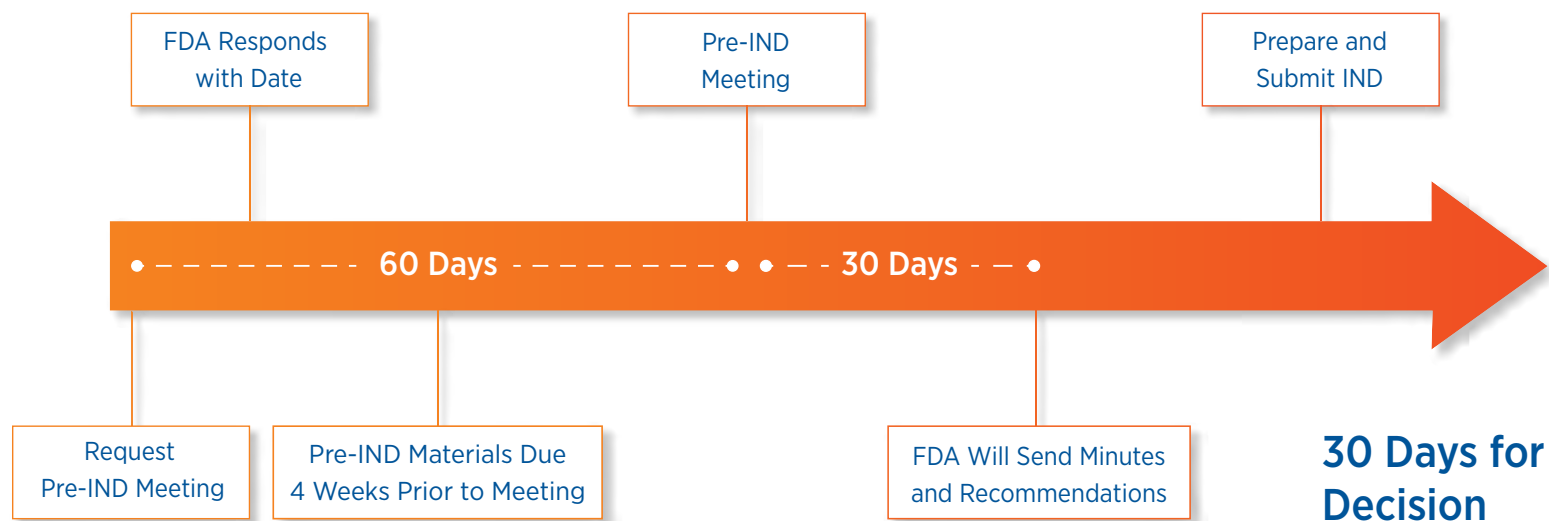 FDA Responds
with Date
Pre-IND
Meeting
Prepare and
Submit IND
60 Days
30 Days
Request
Pre-IND Meeting
Pre-IND Materials Due
4 Weeks Prior to Meeting
FDA Will Send Minutes
and Recommendations
30 Days for
Decision